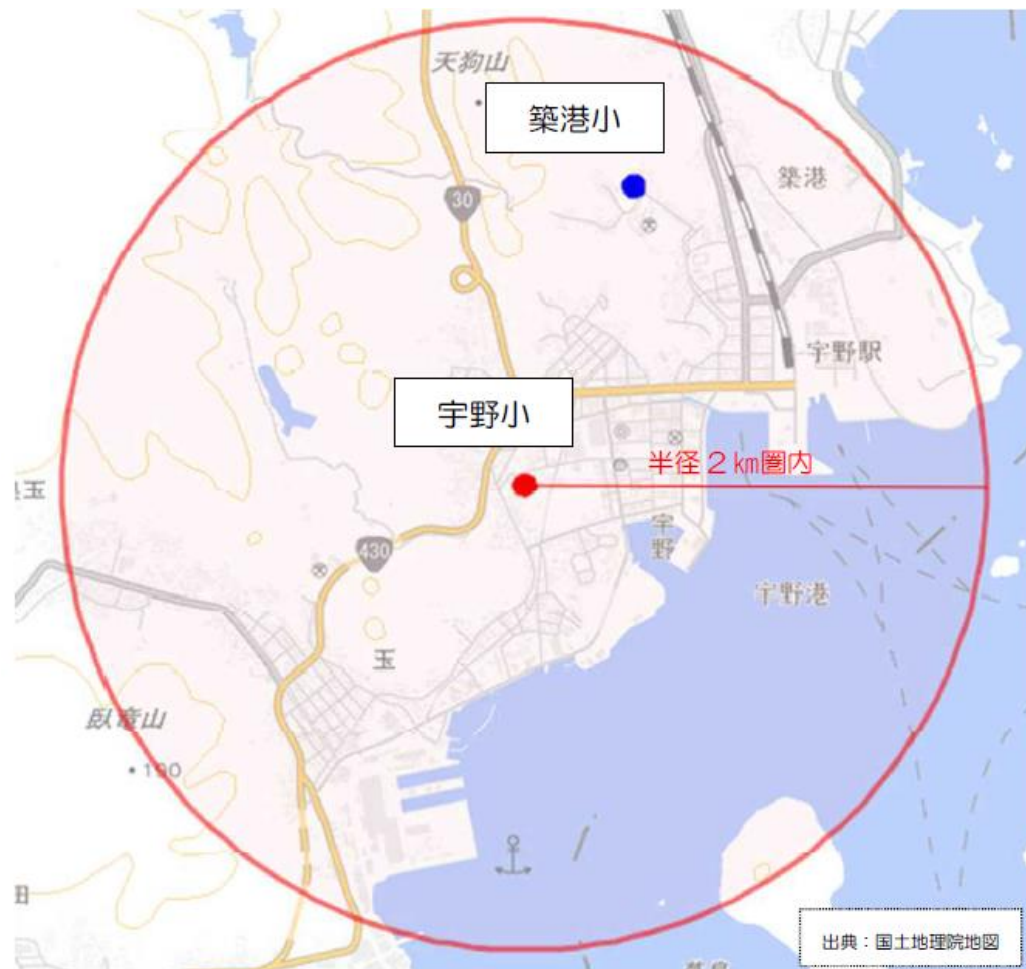 天狗山
築港小
築港
30
宇野駅
宇野小
半径2km圏内
玉
宇野
430
宇野港
玉
臥竜山
190
田
出典：国土地理院地図